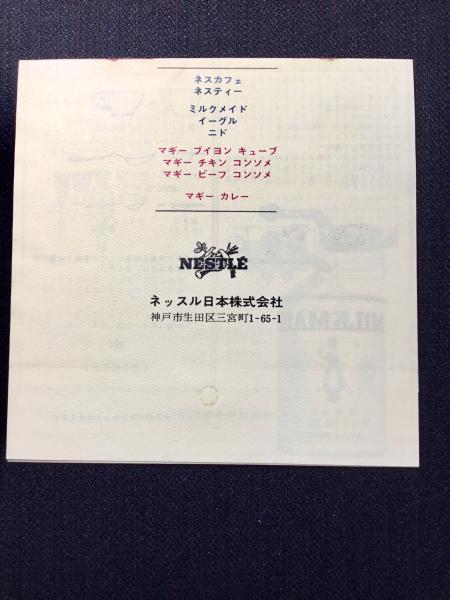 ネスカフェ
ネスティー
ミルクメイド
イーグル
ニド
マギー ブイヨン キューブ
マギー チキン コンソメ
マギー ビーフ コンソメ
マギー カレー
NESTLÉ
ネッスル日本株式会社
神戸市生田区三宮町1-65-1